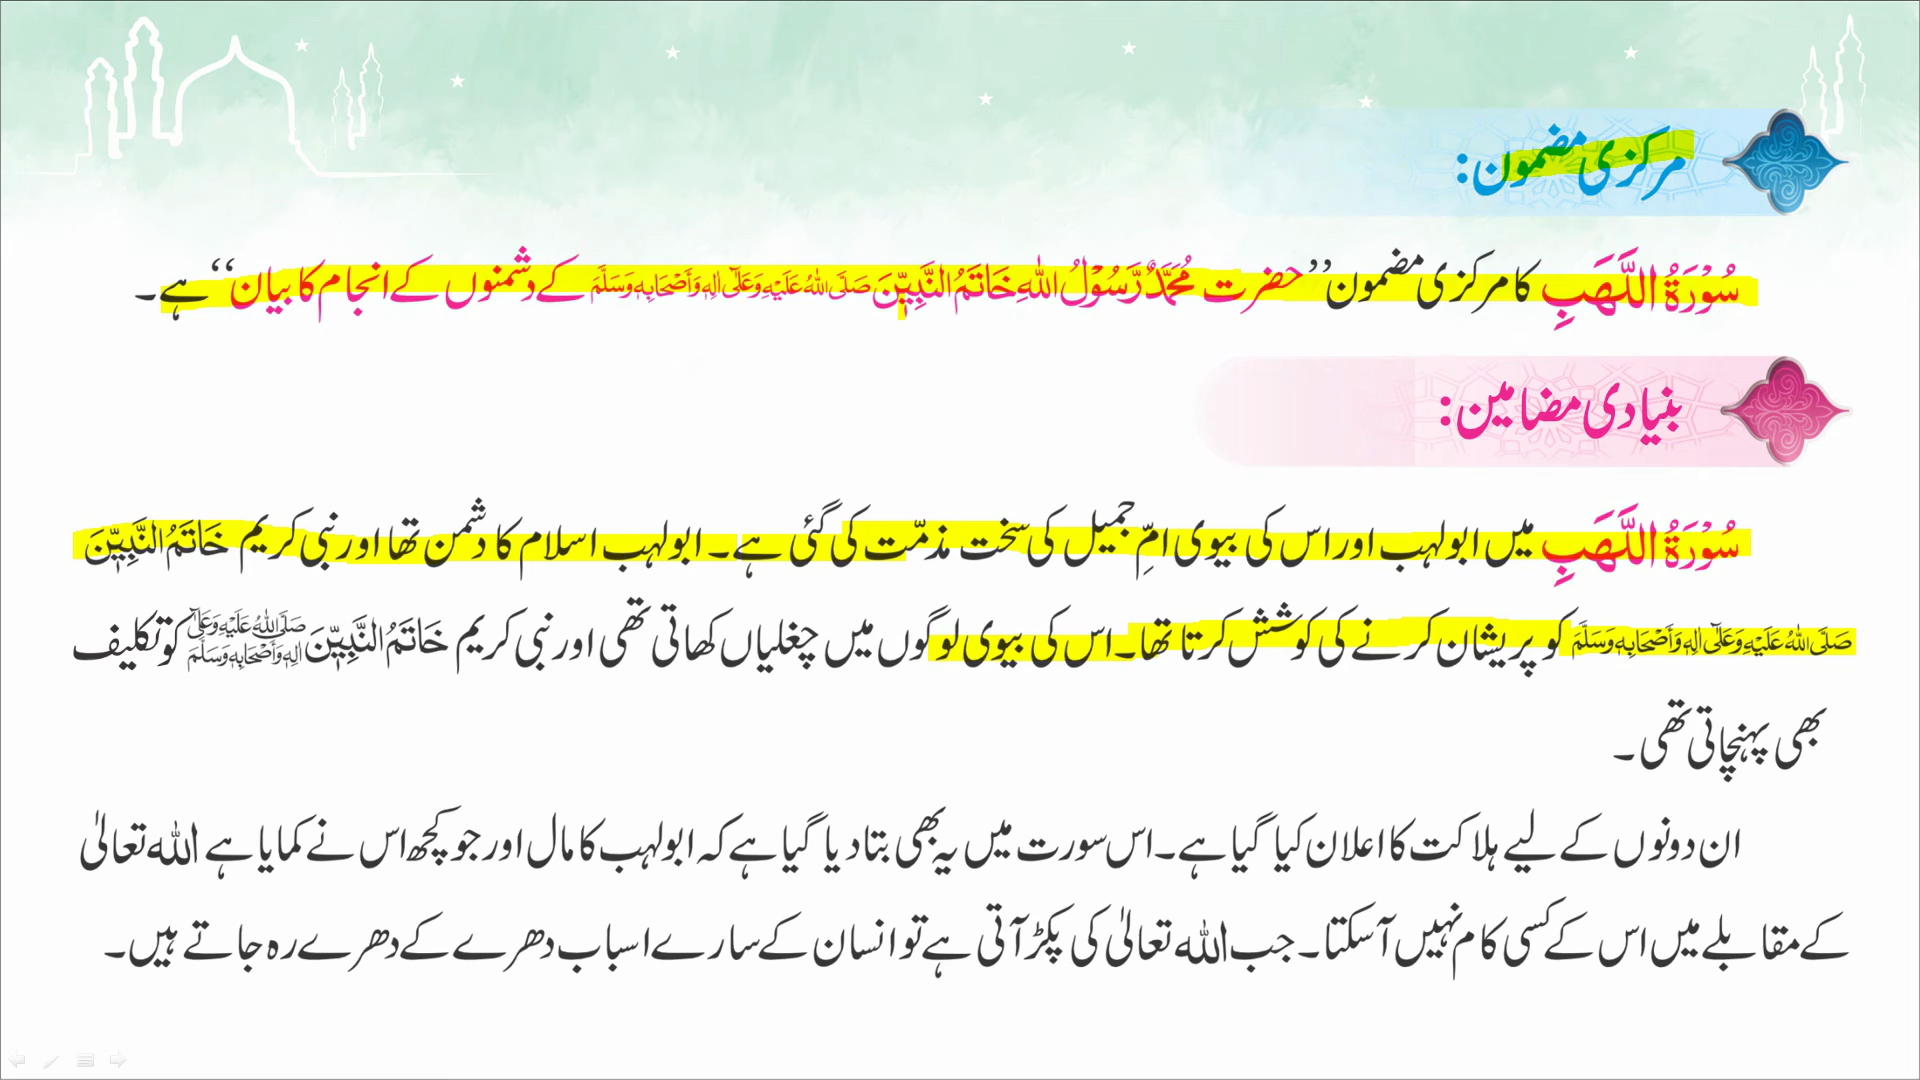 مرکزی مضمون:
سُوْرَۃُ اللَّھَبِ کا مرکزی مضمون ’’حضرت مُحَمَّدٌ رَّسُوْلُ اللہِ خَاتَمُ النَّبِیّٖنَ صَلَّی اللہُ عَلَیْہِ وَعَلٰٓی اٰلِہٖ وَاَصْحَابِہٖ وَسَلَّمَ کے دشمنوں کے انجام کا بیان‘‘ ہے۔
بنیادی مضامین:
سُوْرَۃُ اللَّھَبِ میں ابولہب اور اس کی بیوی امِّ جمیل کی سخت مذمّت کی گئی ہے۔ ابولہب اسلام کا دشمن تھا اور نبی کریم خَاتَمُ النَّبِیّٖنَ
صَلَّی اللہُ عَلَیْہِ وَعَلٰٓی اٰلِہٖ وَاَصْحَابِہٖ وَسَلَّمَ کو پریشان کرنے کی کوشش کرتا تھا۔ اس کی بیوی لوگوں میں چغلیاں کھاتی تھی اور نبی کریم خَاتَمُ النَّبِیّٖنَ صَلَّی اللہُ عَلَیْہِ وَعَلٰٓی اٰلِہٖ وَاَصْحَابِہٖ وَسَلَّمَ کو تکلیف
بھی پہنچاتی تھی۔
ان دونوں کے لیے ہلاکت کا اعلان کیا گیا ہے۔ اس سورت میں یہ بھی بتا دیا گیا ہے کہ ابولہب کا مال اور جو کچھ اس نے کمایا ہے اللہ تعالیٰ
کے مقابلے میں اس کے کسی کام نہیں آ سکتا۔ جب اللہ تعالیٰ کی پکڑ آتی ہے تو انسان کے سارے اسباب دھرے کے دھرے رہ جاتے ہیں۔